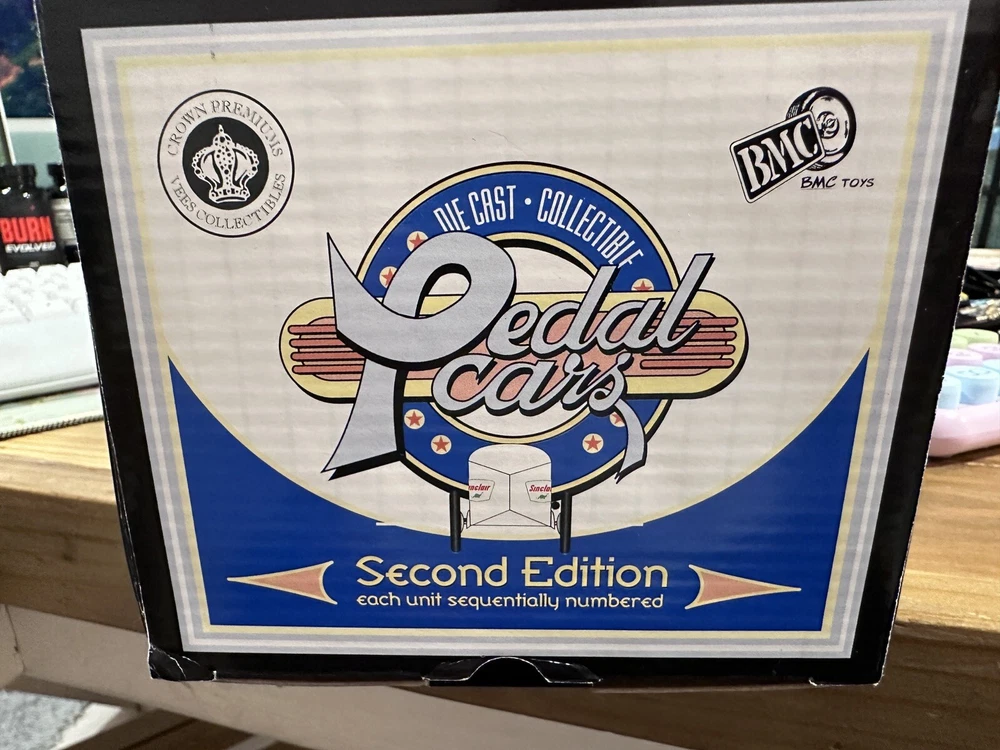 CROWN PREMIUMS
VEES COLLECTIBLES
BMC
BMC TOYS
DIE CAST • COLLECTIBLE
Pedal
cars
Sinclair
Sinclair
Second Edition
each unit sequentially numbered
BURN
EVOLVED